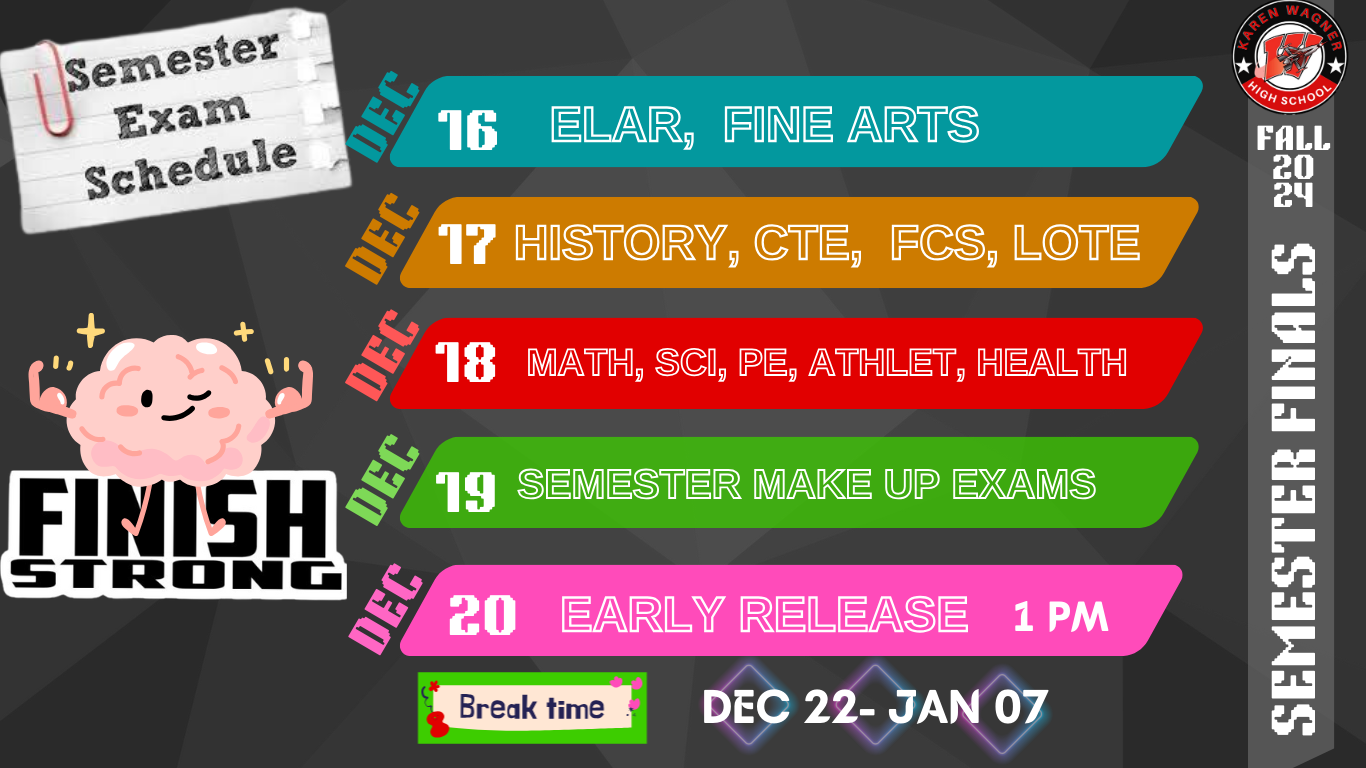 Semester
Exam
Schedule
DEC 16 ELAR, FINE ARTS
DEC 17 HISTORY, CTE, FCS, LOTE
DEC 18 MATH, SCI, PE, ATHLET, HEALTH
DEC 19 SEMESTER MAKE UP EXAMS
DEC 20 EARLY RELEASE 1 PM
Break time DEC 22- JAN 07
FINISH
STRONG
KAREN WAGNER
HIGH SCHOOL
FALL
20
24
SEMESTER FINALS